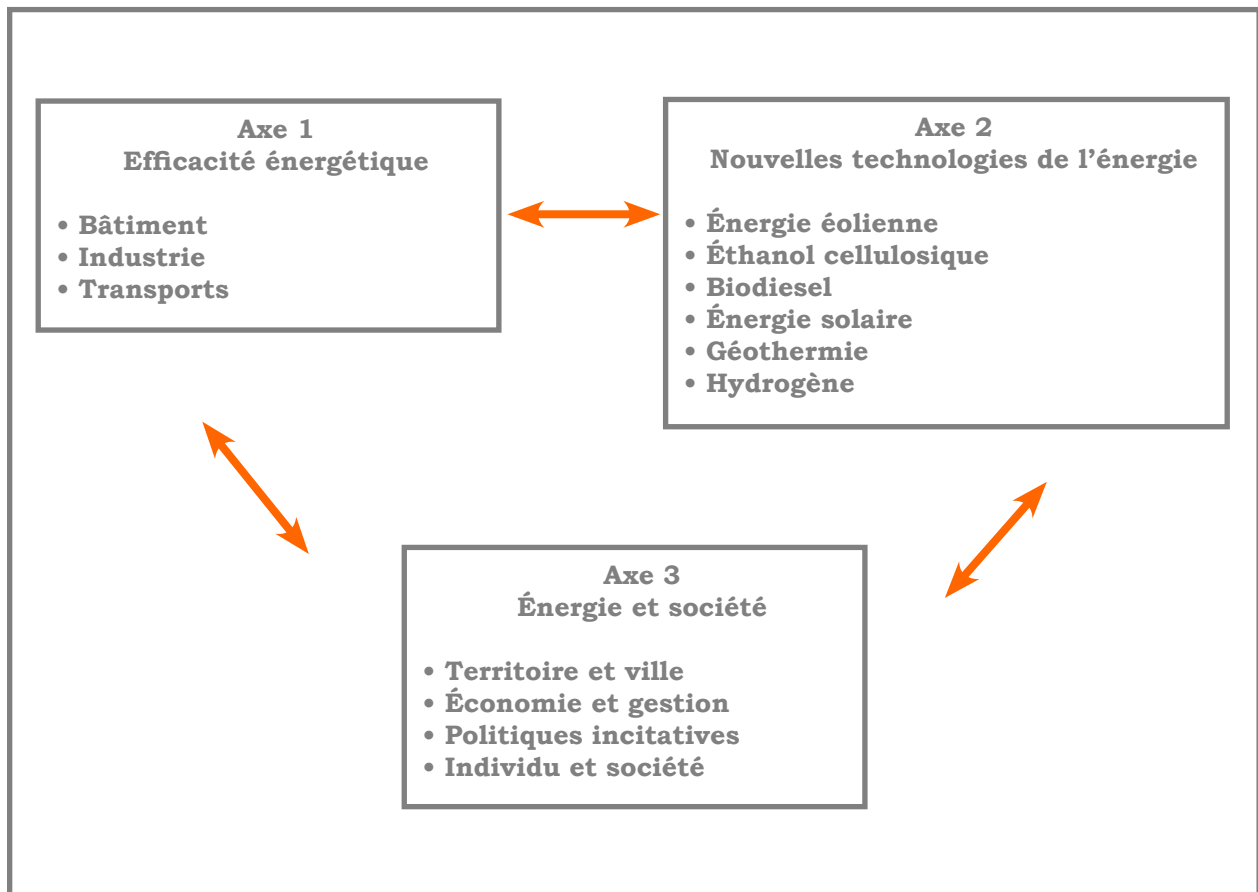 Axe 1
Efficacité énergétique
• Bâtiment
• Industrie
• Transports
Axe 2
Nouvelles technologies de l’énergie
• Énergie éolienne
• Éthanol cellulosique
• Biodiesel
• Énergie solaire
• Géothermie
• Hydrogène
Axe 3
Énergie et société
• Territoire et ville
• Économie et gestion
• Politiques incitatives
• Individu et société